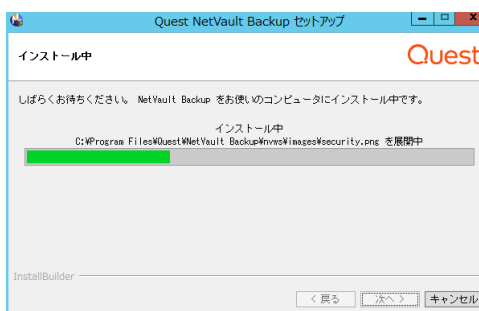 Quest NetVault Backup セットアップ
インストール中
Quest
しばらくお待ちください。 NetVault Backup をお使いのコンピュータにインストール中です。
インストール中
C:¥Program Files¥Quest¥NetVault Backup¥nvws¥images¥security.png を展開中
InstallBuilder
< 戻る 次へ > キャンセル